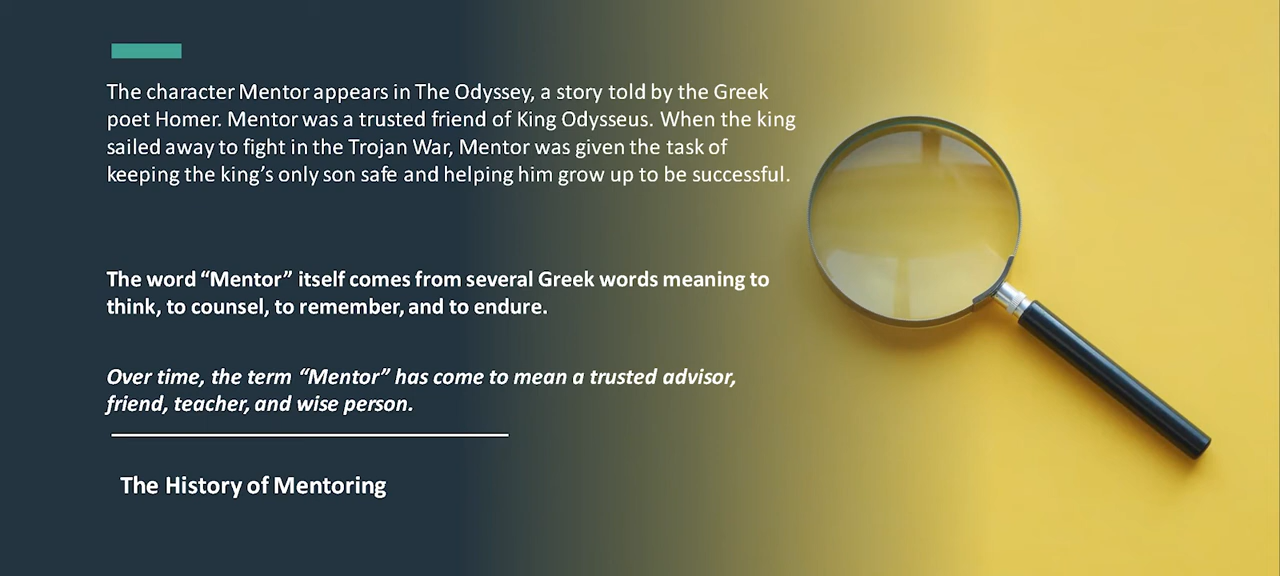 The character Mentor appears in The Odyssey, a story told by the Greek
poet Homer. Mentor was a trusted friend of King Odysseus. When the king
sailed away to fight in the Trojan War, Mentor was given the task of
keeping the king’s only son safe and helping him grow up to be successful.
The word “Mentor” itself comes from several Greek words meaning to
think, to counsel, to remember, and to endure.
Over time, the term “Mentor” has come to mean a trusted advisor,
friend, teacher, and wise person.
The History of Mentoring